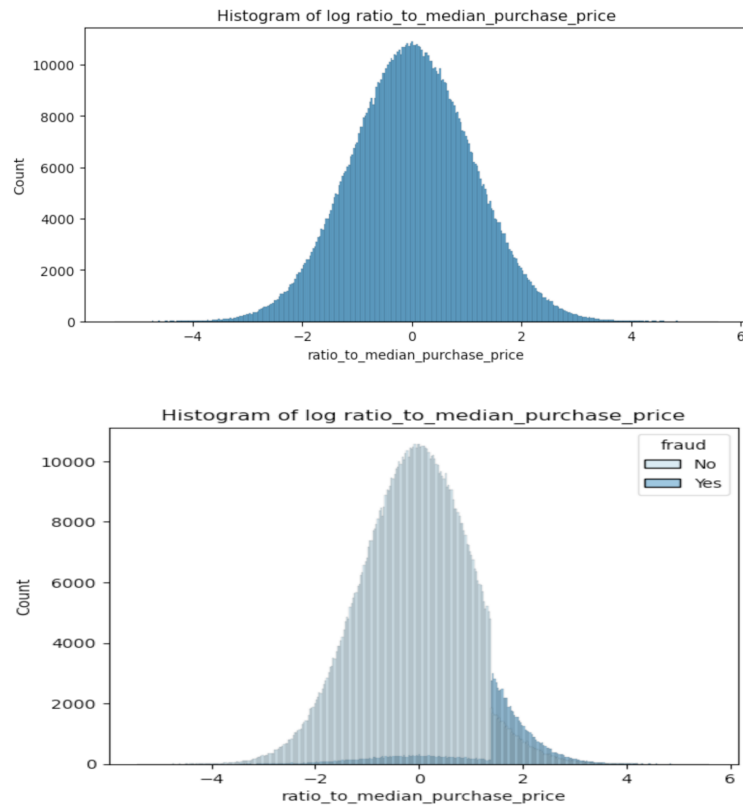 Histogram of log ratio_to_median_purchase_price
10000
8000
6000
4000
2000
0
Count
−4 −2 0 2 4 6
ratio_to_median_purchase_price
Histogram of log ratio_to_median_purchase_price
fraud
No
Yes
10000
8000
6000
4000
2000
0
Count
−4 −2 0 2 4 6
ratio_to_median_purchase_price